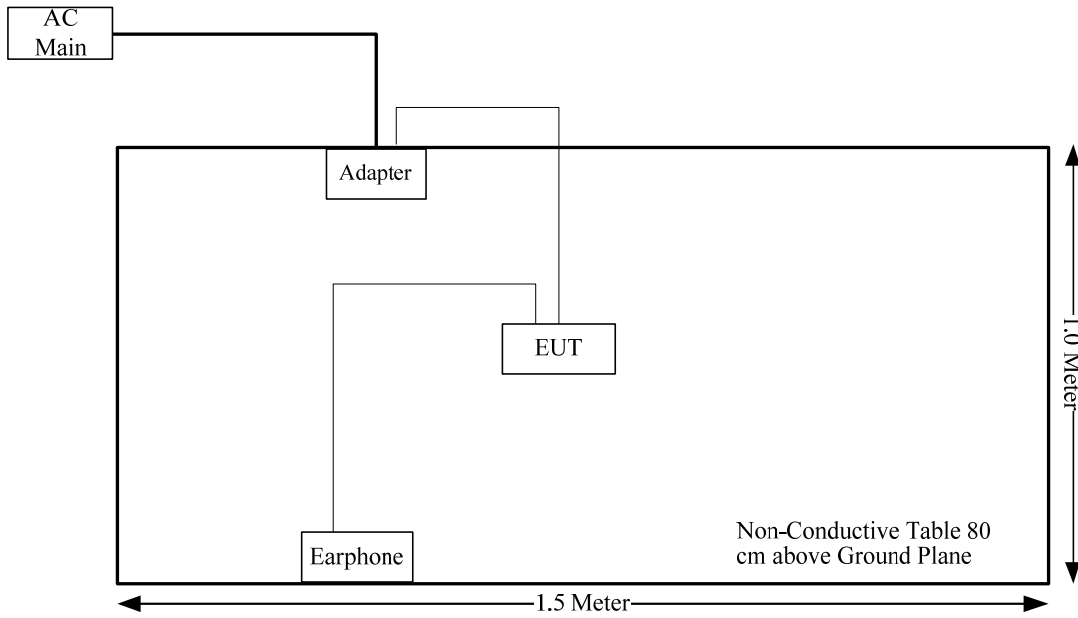 AC
Main
Adapter
EUT
1.0 Meter
Earphone
Non-Conductive Table 80
cm above Ground Plane
1.5 Meter